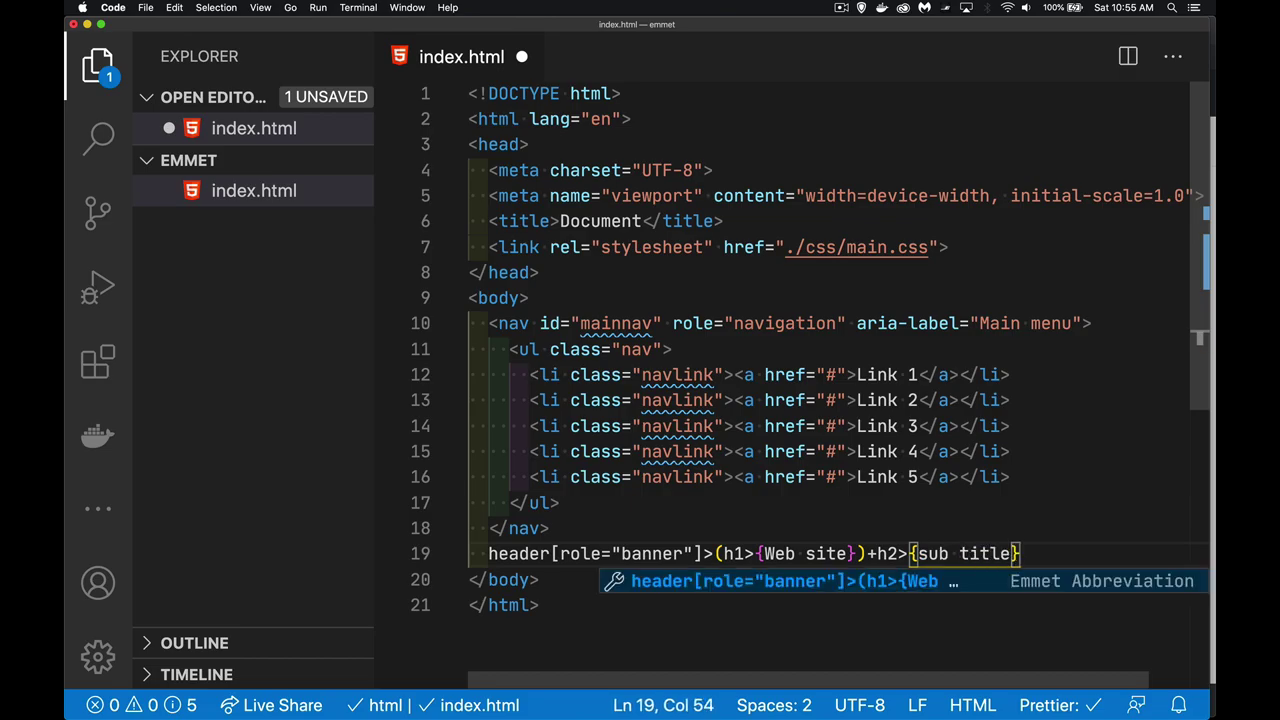 Code File Edit Selection View Go Run Terminal Window Help 100% Sat 10:55 AM
index.html — emmet
EXPLORER
1
OPEN EDITO... 1 UNSAVED
index.html
EMMET
index.html
OUTLINE
TIMELINE
index.html
1 <!DOCTYPE html>
2 <html lang="en">
3 <head>
4 <meta charset="UTF-8">
5 <meta name="viewport" content="width=device-width, initial-scale=1.0">
6 <title>Document</title>
7 <link rel="stylesheet" href="./css/main.css">
8 </head>
9 <body>
10 <nav id="mainnav" role="navigation" aria-label="Main menu">
11 <ul class="nav">
12 <li class="navlink"><a href="#">Link 1</a></li>
13 <li class="navlink"><a href="#">Link 2</a></li>
14 <li class="navlink"><a href="#">Link 3</a></li>
15 <li class="navlink"><a href="#">Link 4</a></li>
16 <li class="navlink"><a href="#">Link 5</a></li>
17 </ul>
18 </nav>
19 header[role="banner"]>(h1>{Web site})+h2>{sub title}
20 </body>
header[role="banner"]>(h1>{Web … Emmet Abbreviation
21 </html>
0 0 5 Live Share html | index.html Ln 19, Col 54 Spaces: 2 UTF-8 LF HTML Prettier: